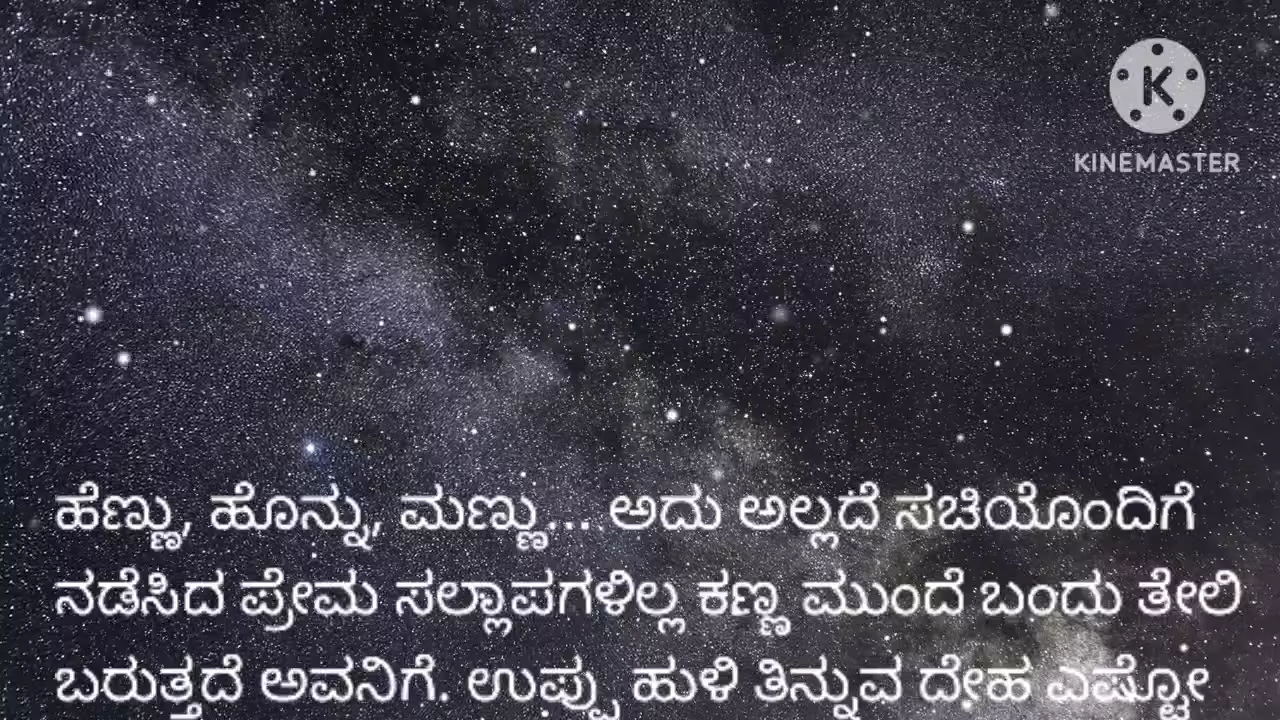 KINEMASTER
ಹೆಣ್ಣು, ಹೊನ್ನು, ಮಣ್ಣು... ಅದು ಅಲ್ಲದೆ ಸಚಿಯೊಂದಿಗೆ
ನಡೆಸಿದ ಪ್ರೇಮ ಸಲ್ಲಾಪಗಳಿಲ್ಲ ಕಣ್ಣ ಮುಂದೆ ಬಂದು ತೇಲಿ
ಬರುತ್ತದೆ ಅವನಿಗೆ. ಉಪ್ಪು ಹುಳಿ ತಿನ್ನುವ ದೇಹ ಎಷ್ಟೋ